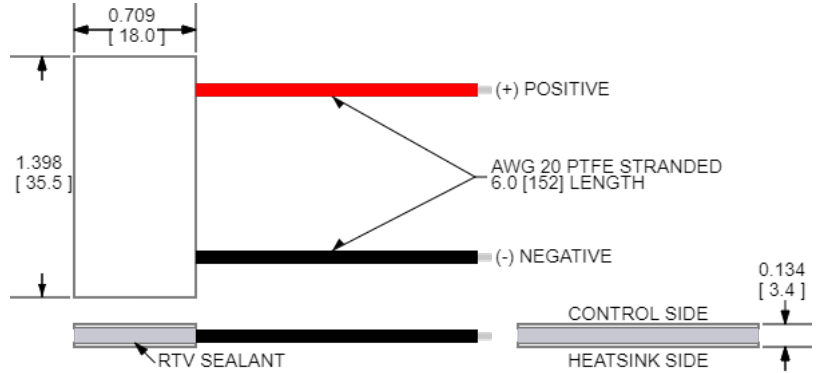 0.709
[ 18.0 ]
(+) POSITIVE
1.398
[ 35.5 ]
AWG 20 PTFE STRANDED
6.0 [152] LENGTH
(-) NEGATIVE
0.134
[ 3.4 ]
CONTROL SIDE
RTV SEALANT
HEATSINK SIDE